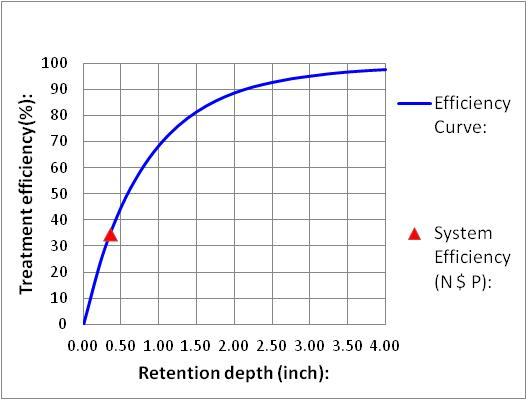 Treatment efficiency(%):
100
90
80
70
60
50
40
30
20
10
0
0.00 0.50 1.00 1.50 2.00 2.50 3.00 3.50 4.00
Retention depth (inch):
Efficiency
Curve:
System
Efficiency
(N $ P):